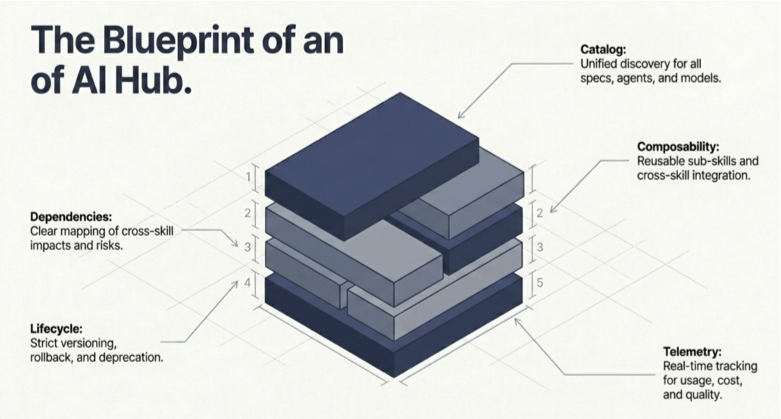 The Blueprint of an
of AI Hub.
Catalog:
Unified discovery for all
specs, agents, and models.
Composability:
Reusable sub-skills and
cross-skill integration.
Dependencies:
Clear mapping of cross-skill
impacts and risks.
Lifecycle:
Strict versioning,
rollback, and deprecation.
Telemetry:
Real-time tracking
for usage, cost,
and quality.
1
2
3
4
2
3
5